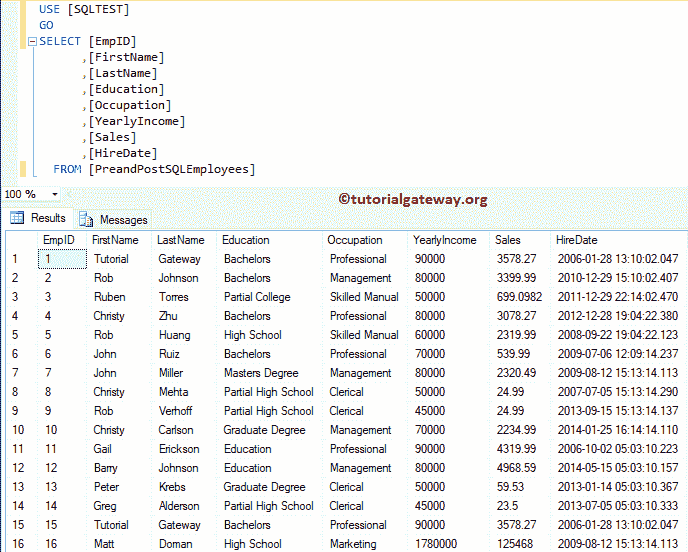 USE [SQLTEST]
GO
SELECT [EmpID]
,[FirstName]
,[LastName]
,[Education]
,[Occupation]
,[YearlyIncome]
,[Sales]
,[HireDate]
FROM [PreandPostSQLEmployees]
100 %
©tutorialgateway.org
Results Messages
EmpID FirstName LastName Education Occupation YearlyIncome Sales HireDate
1 1 Tutorial Gateway Bachelors Professional 90000 3578.27 2006-01-28 13:10:02.047
2 2 Rob Johnson Bachelors Management 80000 3399.99 2010-12-29 15:10:02.407
3 3 Ruben Torres Partial College Skilled Manual 50000 699.0982 2011-12-29 22:14:02.470
4 4 Christy Zhu Bachelors Professional 80000 3078.27 2012-12-28 19:04:22.380
5 5 Rob Huang High School Skilled Manual 60000 2319.99 2008-09-22 19:04:22.123
6 6 John Ruiz Bachelors Professional 70000 539.99 2009-07-06 12:09:14.237
7 7 John Miller Masters Degree Management 80000 2320.49 2009-08-12 15:13:14.113
8 8 Christy Mehta Partial High School Clerical 50000 24.99 2007-07-05 15:13:14.290
9 9 Rob Verhoff Partial High School Clerical 45000 24.99 2013-09-15 15:13:14.137
10 10 Christy Carlson Graduate Degree Management 70000 2234.99 2014-01-25 16:14:14.110
11 11 Gail Erickson Education Professional 90000 4319.99 2006-10-02 05:03:10.223
12 12 Barry Johnson Education Management 80000 4968.59 2014-05-15 05:03:10.157
13 13 Peter Krebs Graduate Degree Clerical 50000 59.53 2013-01-14 05:03:10.367
14 14 Greg Alderson Partial High School Clerical 45000 23.5 2013-07-05 05:03:10.333
15 15 Tutorial Gateway Bachelors Professional 90000 3578.27 2006-01-28 13:10:02.047
16 16 Matt Doman High School Marketing 1780000 125468 2009-08-12 15:13:14.113